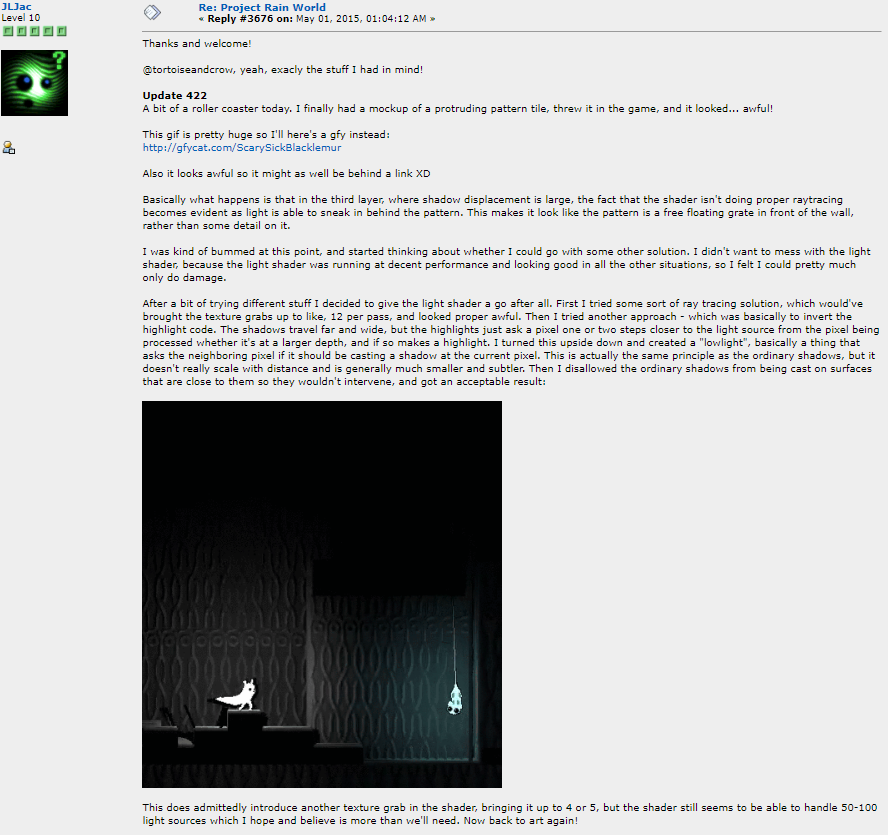 JLJac
Level 10
?
Re: Project Rain World
« Reply #3676 on: May 01, 2015, 01:04:12 AM »
Thanks and welcome!
@tortoiseandcrow, yeah, exacly the stuff I had in mind!
Update 422
A bit of a roller coaster today. I finally had a mockup of a protruding pattern tile, threw it in the game, and it looked... awful!
This gif is pretty huge so I'll here's a gfy instead:
http://gfycat.com/ScarySickBlacklemur
Also it looks awful so it might as well be behind a link XD
Basically what happens is that in the third layer, where shadow displacement is large, the fact that the shader isn't doing proper raytracing
becomes evident as light is able to sneak in behind the pattern. This makes it look like the pattern is a free floating grate in front of the wall,
rather than some detail on it.
I was kind of bummed at this point, and started thinking about whether I could go with some other solution. I didn't want to mess with the light
shader, because the light shader was running at decent performance and looking good in all the other situations, so I felt I could pretty much
only do damage.
After a bit of trying different stuff I decided to give the light shader a go after all. First I tried some sort of ray tracing solution, which would've
brought the texture grabs up to like, 12 per pass, and looked proper awful. Then I tried another approach - which was basically to invert the
highlight code. The shadows travel far and wide, but the highlights just ask a pixel one or two steps closer to the light source from the pixel being
processed whether it's at a larger depth, and if so makes a highlight. I turned this upside down and created a "lowlight", basically a thing that
asks the neighboring pixel if it should be casting a shadow at the current pixel. This is actually the same principle as the ordinary shadows, but it
doesn't really scale with distance and is generally much smaller and subtler. Then I disallowed the ordinary shadows from being cast on surfaces
that are close to them so they wouldn't intervene, and got an acceptable result:
This does admittedly introduce another texture grab in the shader, bringing it up to 4 or 5, but the shader still seems to be able to handle 50-100
light sources which I hope and believe is more than we'll need. Now back to art again!